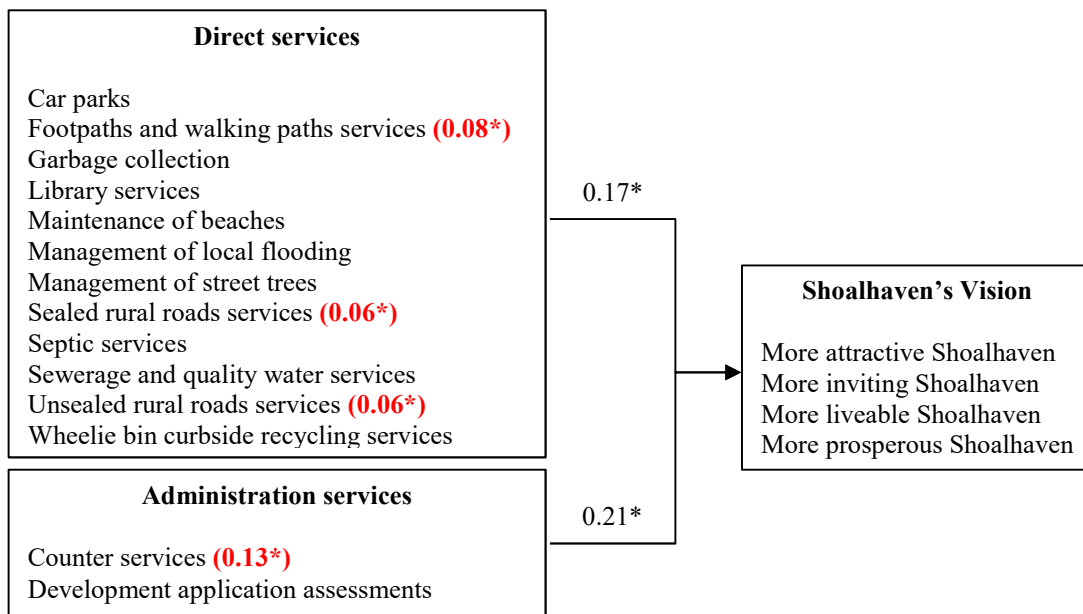 Direct services
Car parks
Footpaths and walking paths services (0.08*)
Garbage collection
Library services
Maintenance of beaches
Management of local flooding
Management of street trees
Sealed rural roads services (0.06*)
Septic services
Sewerage and quality water services
Unsealed rural roads services (0.06*)
Wheelie bin curbside recycling services
0.17*
Administration services
Counter services (0.13*)
Development application assessments
0.21*
Shoalhaven’s Vision
More attractive Shoalhaven
More inviting Shoalhaven
More liveable Shoalhaven
More prosperous Shoalhaven